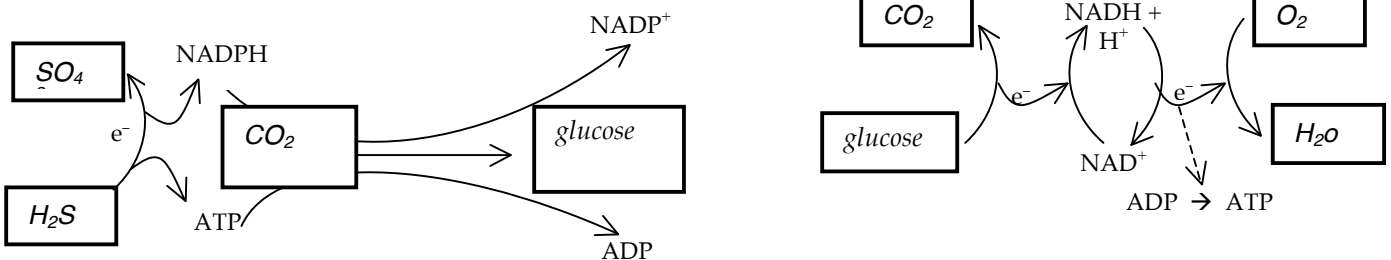 NADP⁺
SO₄
NADPH
e⁻
CO₂
glucose
H₂S
ATP
ADP
CO₂
NADH +
H⁺
O₂
e⁻
e⁻
glucose
NAD⁺
H₂o
ADP → ATP